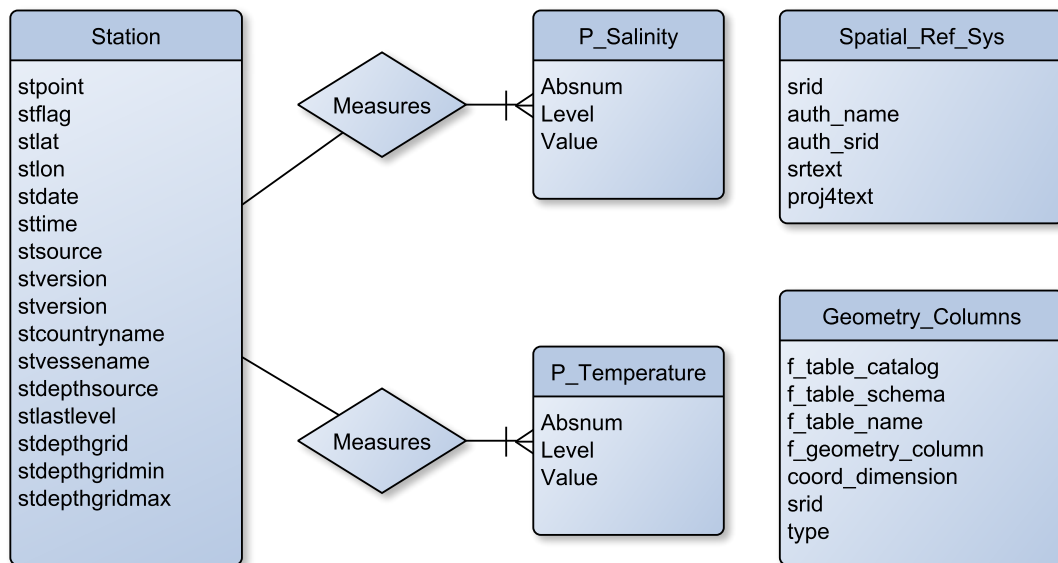 Station
stpoint
stflag
stlat
stlon
stdate
sttime
stsource
stversion
stversion
stcountryname
stvessename
stdepthsource
stlastlevel
stdepthgrid
stdepthgridmin
stdepthgridmax
Measures
P_Salinity
Absnum
Level
Value
Measures
P_Temperature
Absnum
Level
Value
Spatial_Ref_Sys
srid
auth_name
auth_srid
srtext
proj4text
Geometry_Columns
f_table_catalog
f_table_schema
f_table_name
f_geometry_column
coord_dimension
srid
type